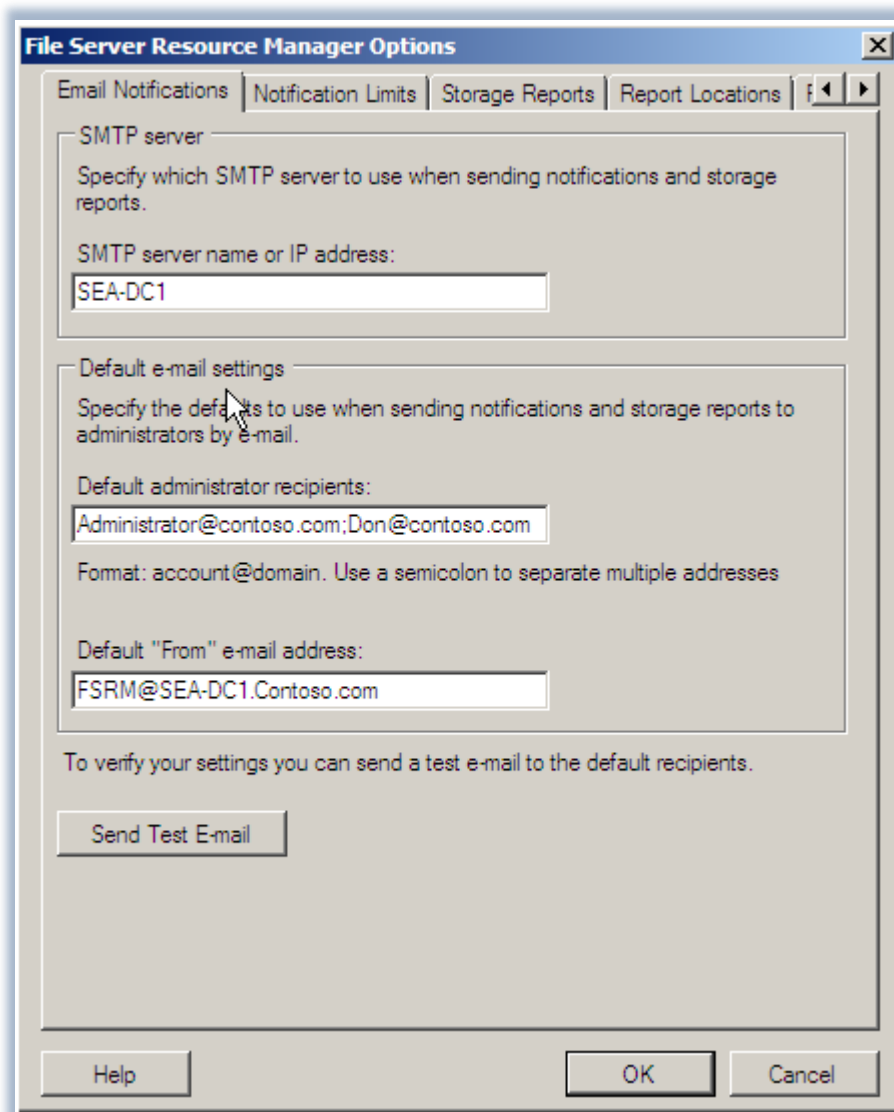 File Server Resource Manager Options
Email Notifications Notification Limits Storage Reports Report Locations
SMTP server
Specify which SMTP server to use when sending notifications and storage
reports.
SMTP server name or IP address:
SEA-DC1
Default e-mail settings
Specify the defaults to use when sending notifications and storage reports to
administrators by e-mail.
Default administrator recipients:
Administrator@contoso.com;Don@contoso.com
Format: account@domain. Use a semicolon to separate multiple addresses
Default "From" e-mail address:
FSRM@SEA-DC1.Contoso.com
To verify your settings you can send a test e-mail to the default recipients.
Send Test E-mail
Help OK Cancel